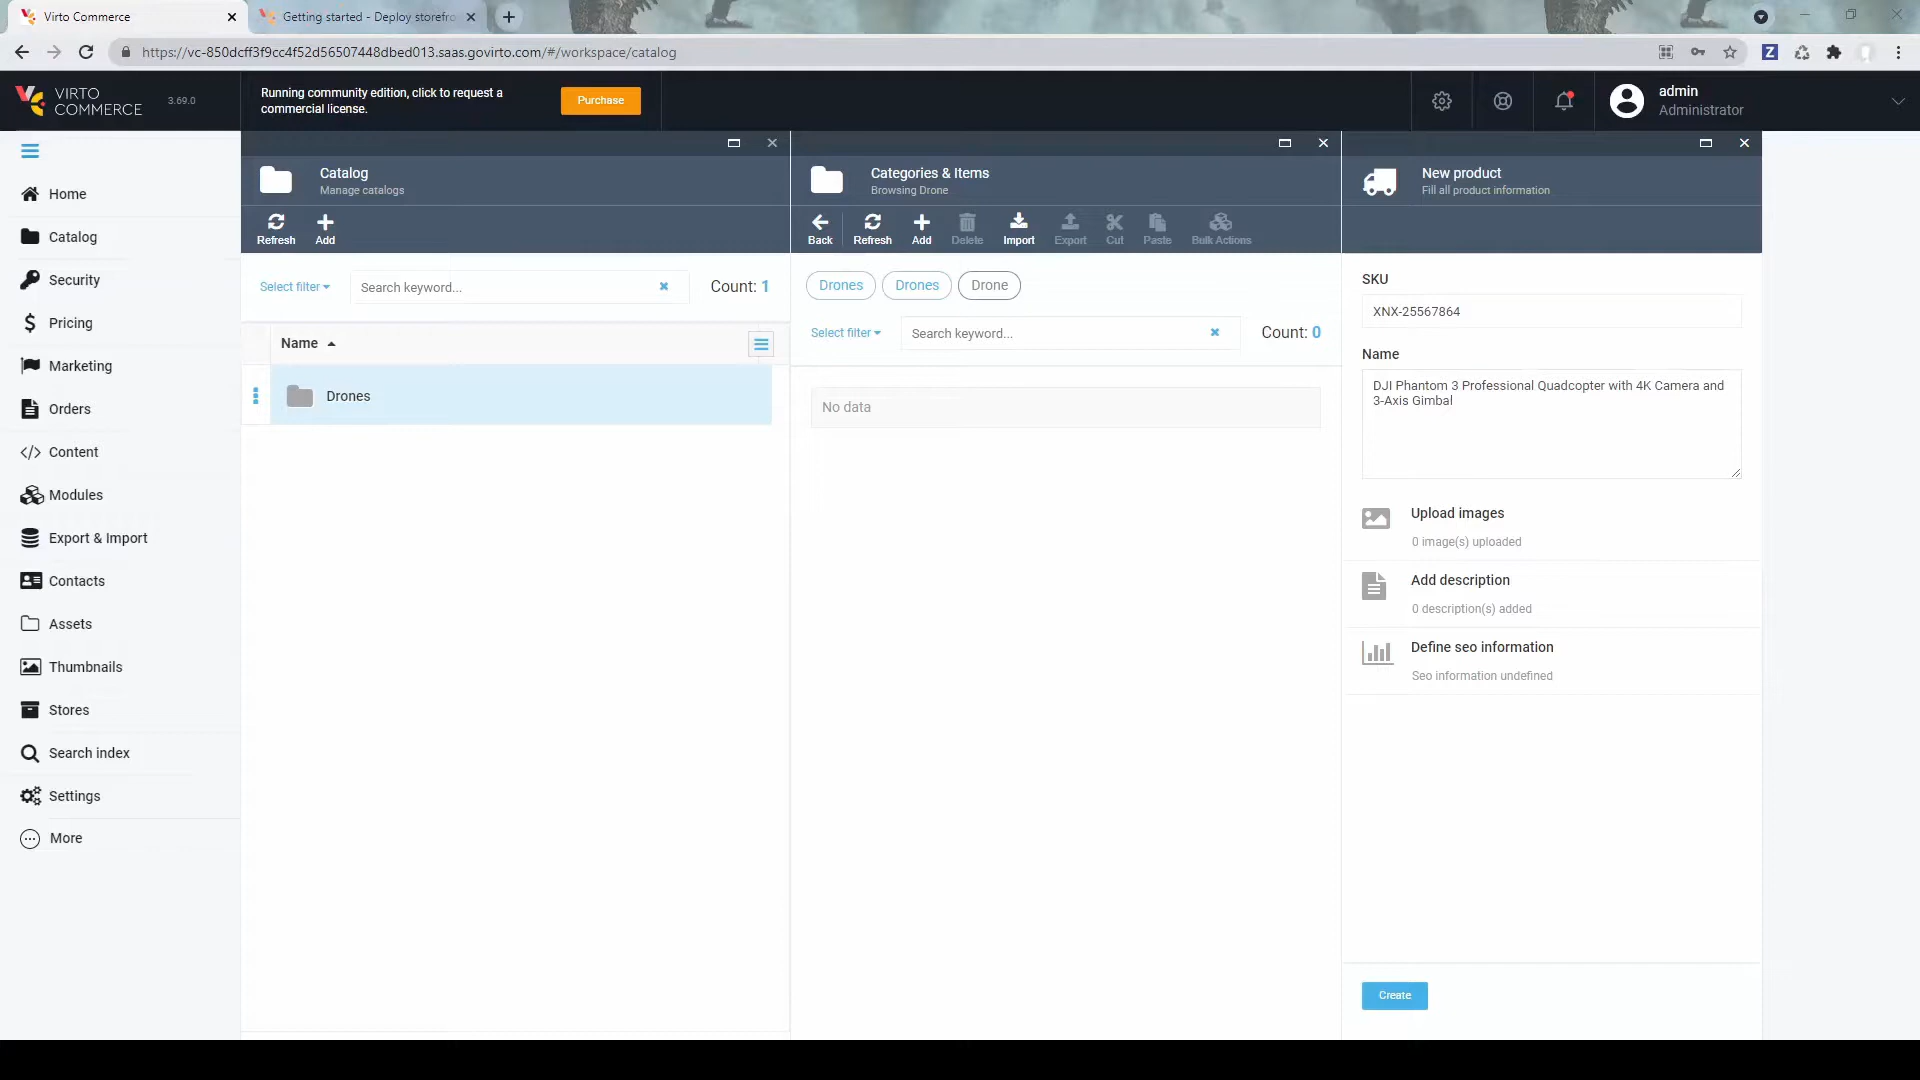 Virto Commerce
Getting started - Deploy storefro
https://vc-850dcff3f9cc4f52d56507448dbed013.saas.govirto.com/#/workspace/catalog
VIRTO
COMMERCE
3.69.0
Running community edition, click to request a
commercial license.
Purchase
admin
Administrator
Home
Catalog
Security
Pricing
Marketing
Orders
Content
Modules
Export & Import
Contacts
Assets
Thumbnails
Stores
Search index
Settings
More
Catalog
Manage catalogs
Refresh
Add
Select filter
Search keyword...
Count: 1
Name
Drones
Categories & Items
Browsing Drone
Back
Refresh
Add
Delete
Import
Export
Cut
Paste
Bulk Actions
Drones
Drones
Drone
Select filter
Search keyword...
Count: 0
No data
New product
Fill all product information
SKU
XNX-25567864
Name
DJI Phantom 3 Professional Quadcopter with 4K Camera and
3-Axis Gimbal
Upload images
0 image(s) uploaded
Add description
0 description(s) added
Define seo information
Seo information undefined
Create